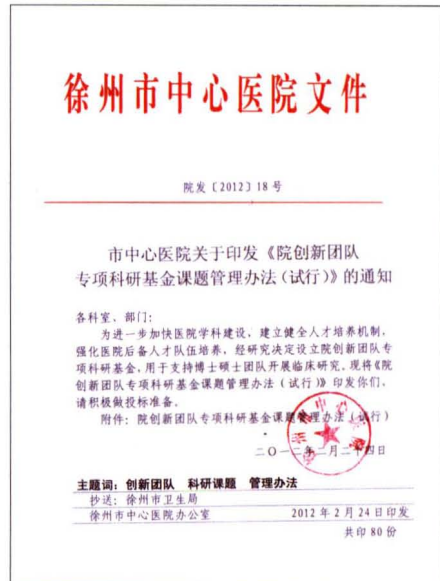 徐州市中心医院文件
院发〔2012〕18号
市中心医院关于印发《院创新团队
专项科研基金课题管理办法(试行)》的通知
各科室、部门:
为进一步加快医院学科建设,建立健全人才培养机制,
强化医院后备人才队伍培养,经研究决定设立院创新团队专
项科研基金,用于支持博士硕士团队开展临床研究。现将《院
创新团队专项科研基金课题管理办法(试行)》印发你们,
请积极做投标准备。
附件:院创新团队专项科研基金课题管理办法(试行)
二〇一二年二月二十四日
主题词:创新团队 科研课题 管理办法
抄送:徐州市卫生局
徐州市中心医院办公室 2012年2月24日印发
共印80份